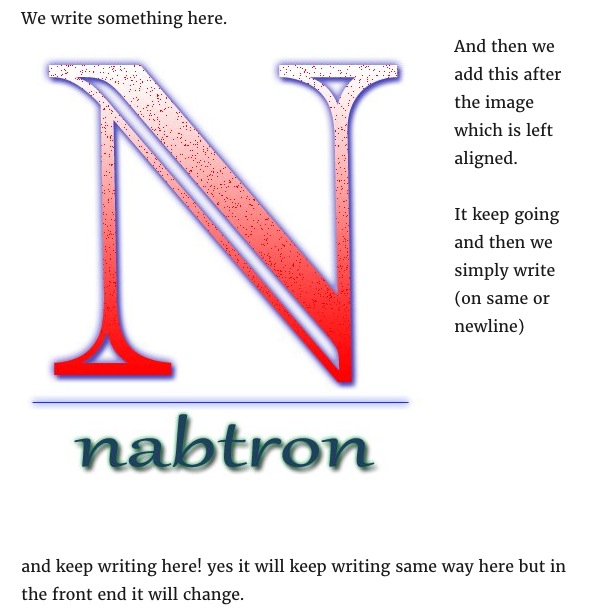 We write something here.
N
nabtron
And then we
add this after
the image
which is left
aligned.
It keep going
and then we
simply write
(on same or
newline)
and keep writing here! yes it will keep writing same way here but in
the front end it will change.